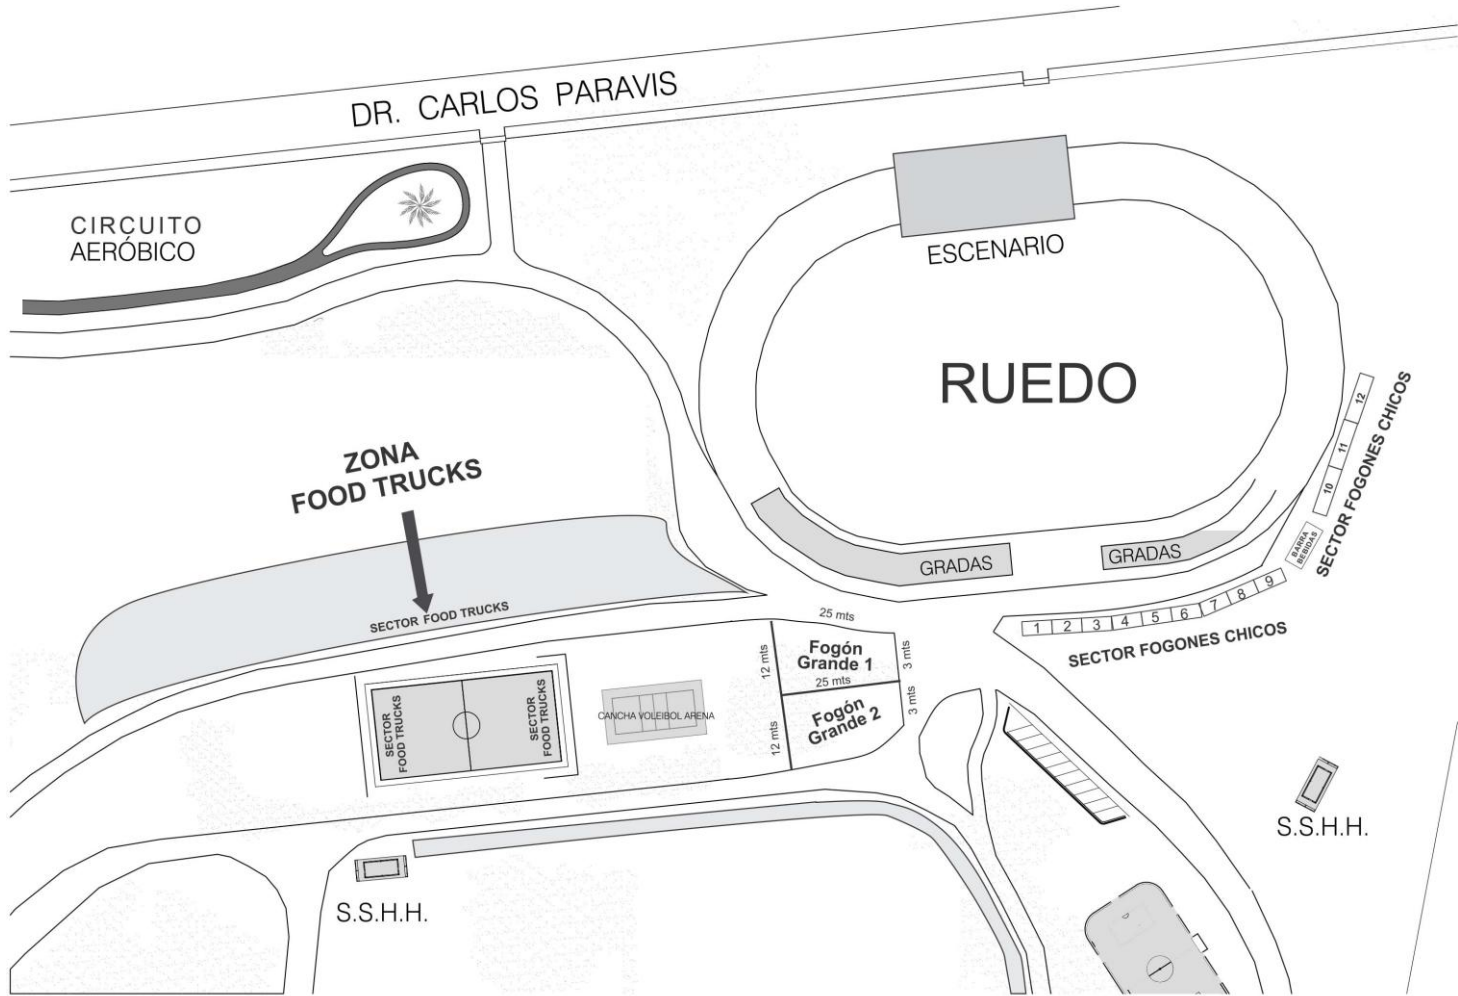 DR. CARLOS PARAVIS
CIRCUITO
AERÓBICO
ESCENARIO
RUEDO
ZONA
FOOD TRUCKS
SECTOR FOOD TRUCKS
GRADAS
GRADAS
12
11
10
SECTOR FOGONES CHICOS
BARRA
BEBIDAS
1 2 3 4 5 6 7 8 9
SECTOR FOGONES CHICOS
25 mts
12 mts
Fogón
Grande 1
3 mts
25 mts
12 mts
Fogón
Grande 2
3 mts
SECTOR
FOOD TRUCKS
SECTOR
FOOD TRUCKS
CANCHA VOLEIBOL ARENA
S.S.H.H.
S.S.H.H.